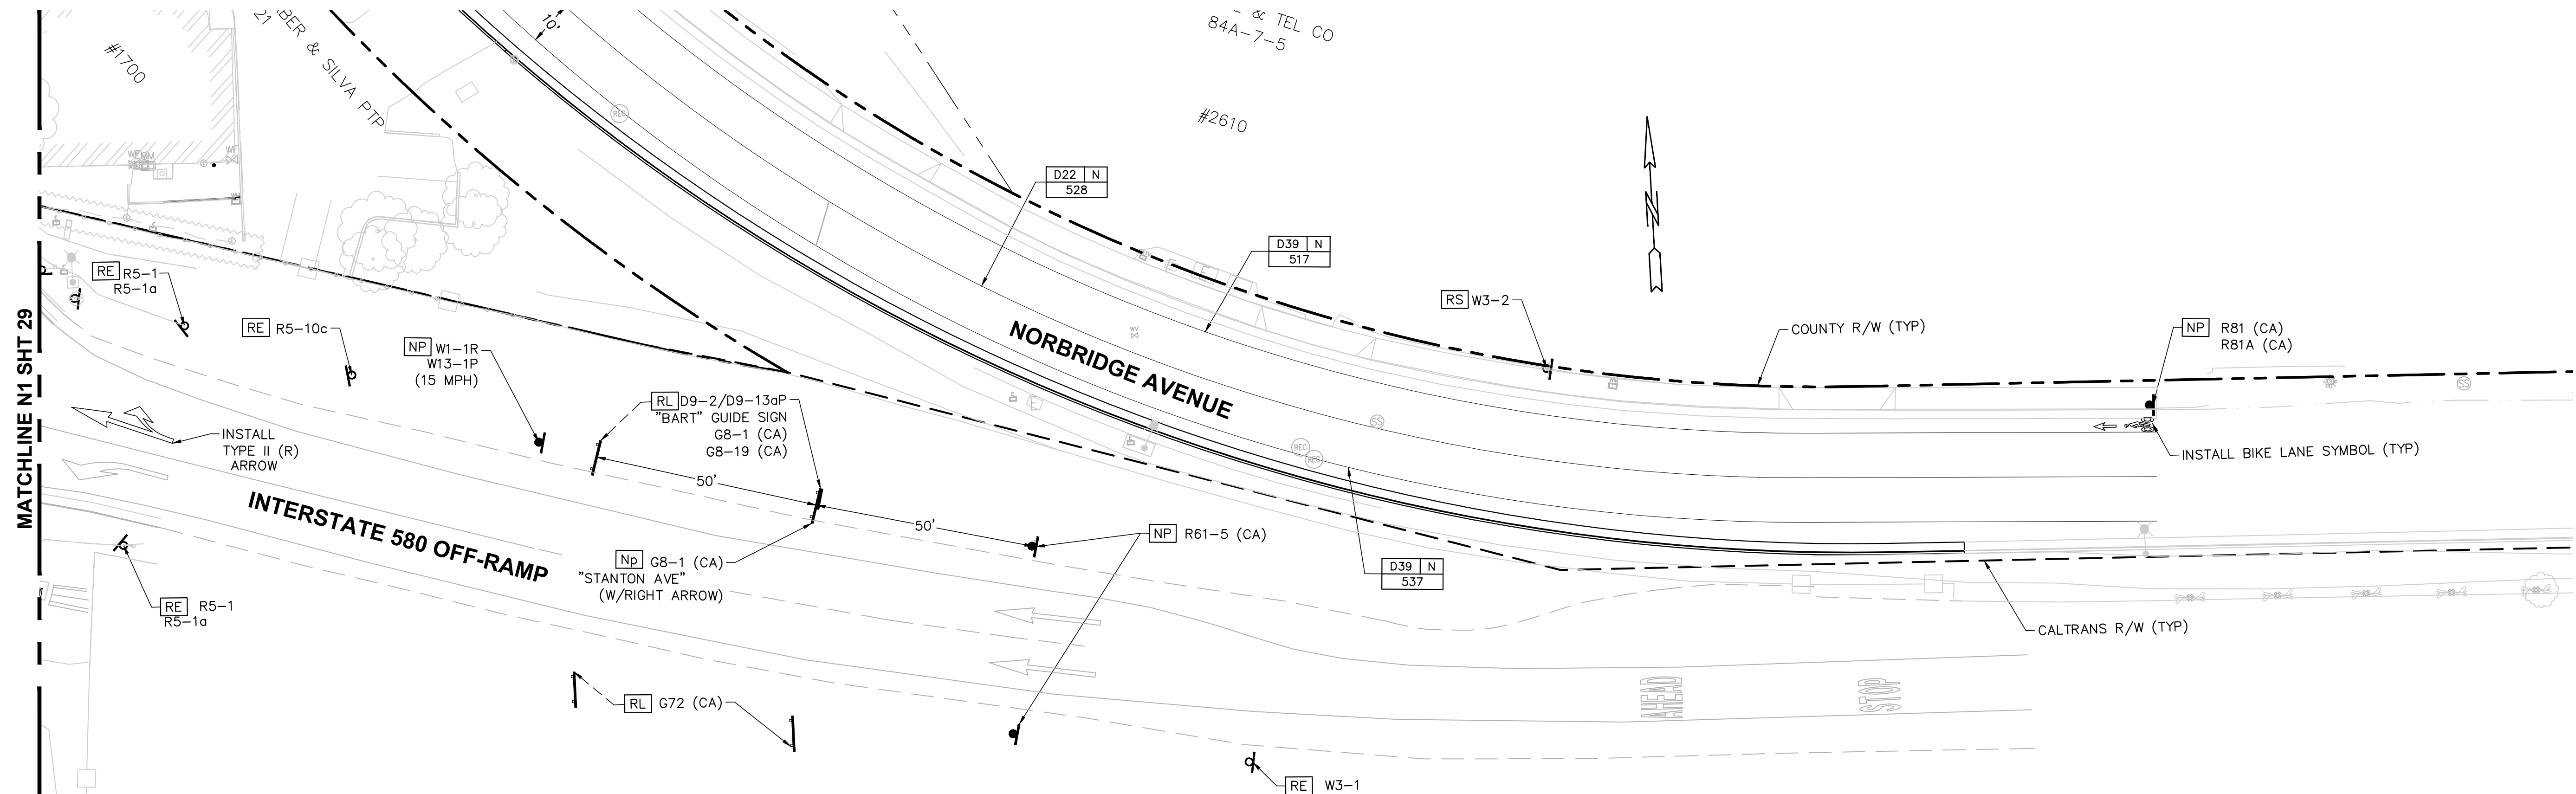 MATCHLINE N1 SHT 29
#1700
BER & SILVA PTP
21
10'
& TEL CO
84A-7-5
#2610
REC
D22 N
528
D39 N
517
N
RS W3-2
COUNTY R/W (TYP)
NP R81 (CA)
R81A (CA)
INSTALL BIKE LANE SYMBOL (TYP)
NORBRIDGE AVENUE
RE R5-1
R5-1a
RE R5-10c
NP W1-1R
W13-1P
(15 MPH)
RL D9-2/D9-13aP
"BART" GUIDE SIGN
G8-1 (CA)
G8-19 (CA)
INSTALL
TYPE II (R)
ARROW
50'
50'
INTERSTATE 580 OFF-RAMP
Np G8-1 (CA)
"STANTON AVE"
(W/RIGHT ARROW)
NP R61-5 (CA)
D39 N
537
REC
REC
SS
SS
RE R5-1
R5-1a
RL G72 (CA)
CALTRANS R/W (TYP)
AHEAD
STOP
RE W3-1